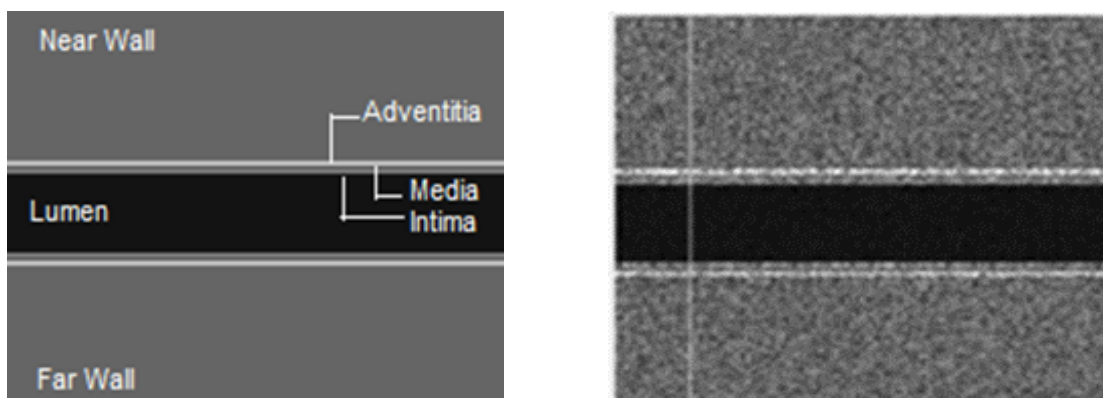 Near Wall
Adventitia
Media
Lumen
Intima
Far Wall